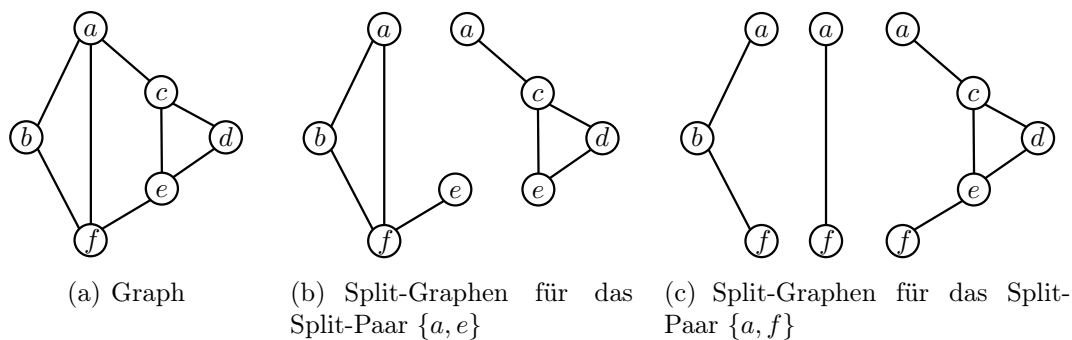 a
a
a
a
a
a
c
c
c
b
b
d
b
d
d
e
e
e
e
f
f
f
f
f
(a) Graph
(b) Split-Graphen für das
Split-Paar {a, e}
(c) Split-Graphen für das Split-
Paar {a, f}